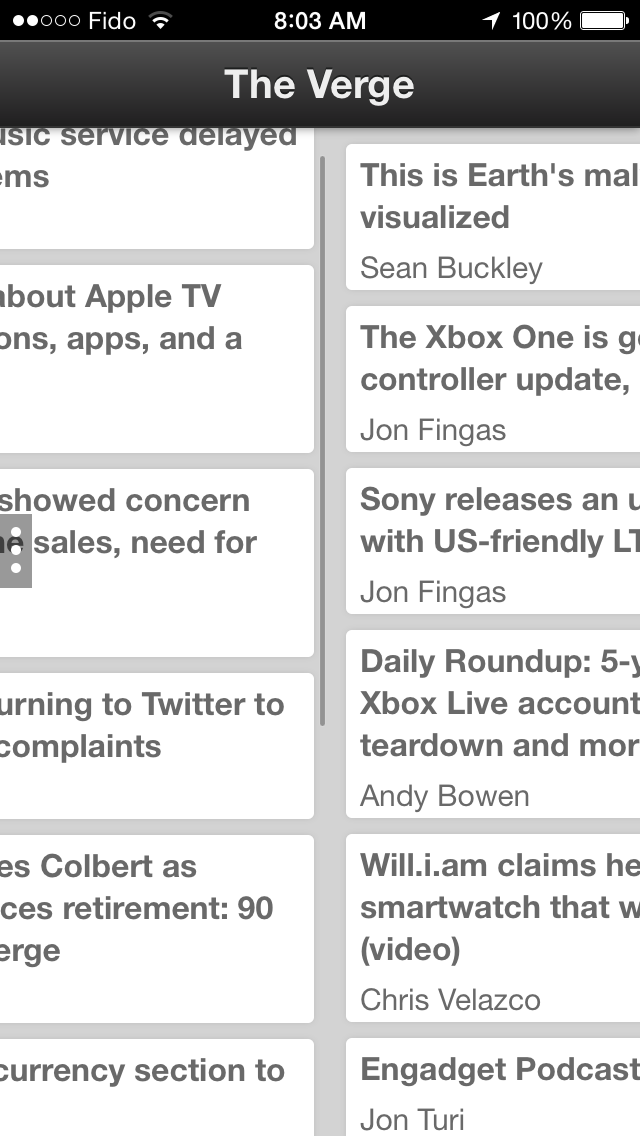 Fido 8:03 AM 100%
The Verge
usic service delayed
ems
about Apple TV
ons, apps, and a
showed concern
ne sales, need for
urning to Twitter to
complaints
es Colbert as
ces retirement: 90
erge
currency section to
This is Earth's mal
visualized
Sean Buckley
The Xbox One is g
controller update,
Jon Fingas
Sony releases an u
with US-friendly LT
Jon Fingas
Daily Roundup: 5-y
Xbox Live account
teardown and mor
Andy Bowen
Will.i.am claims he
smartwatch that w
(video)
Chris Velazco
Engadget Podcast
Jon Turi